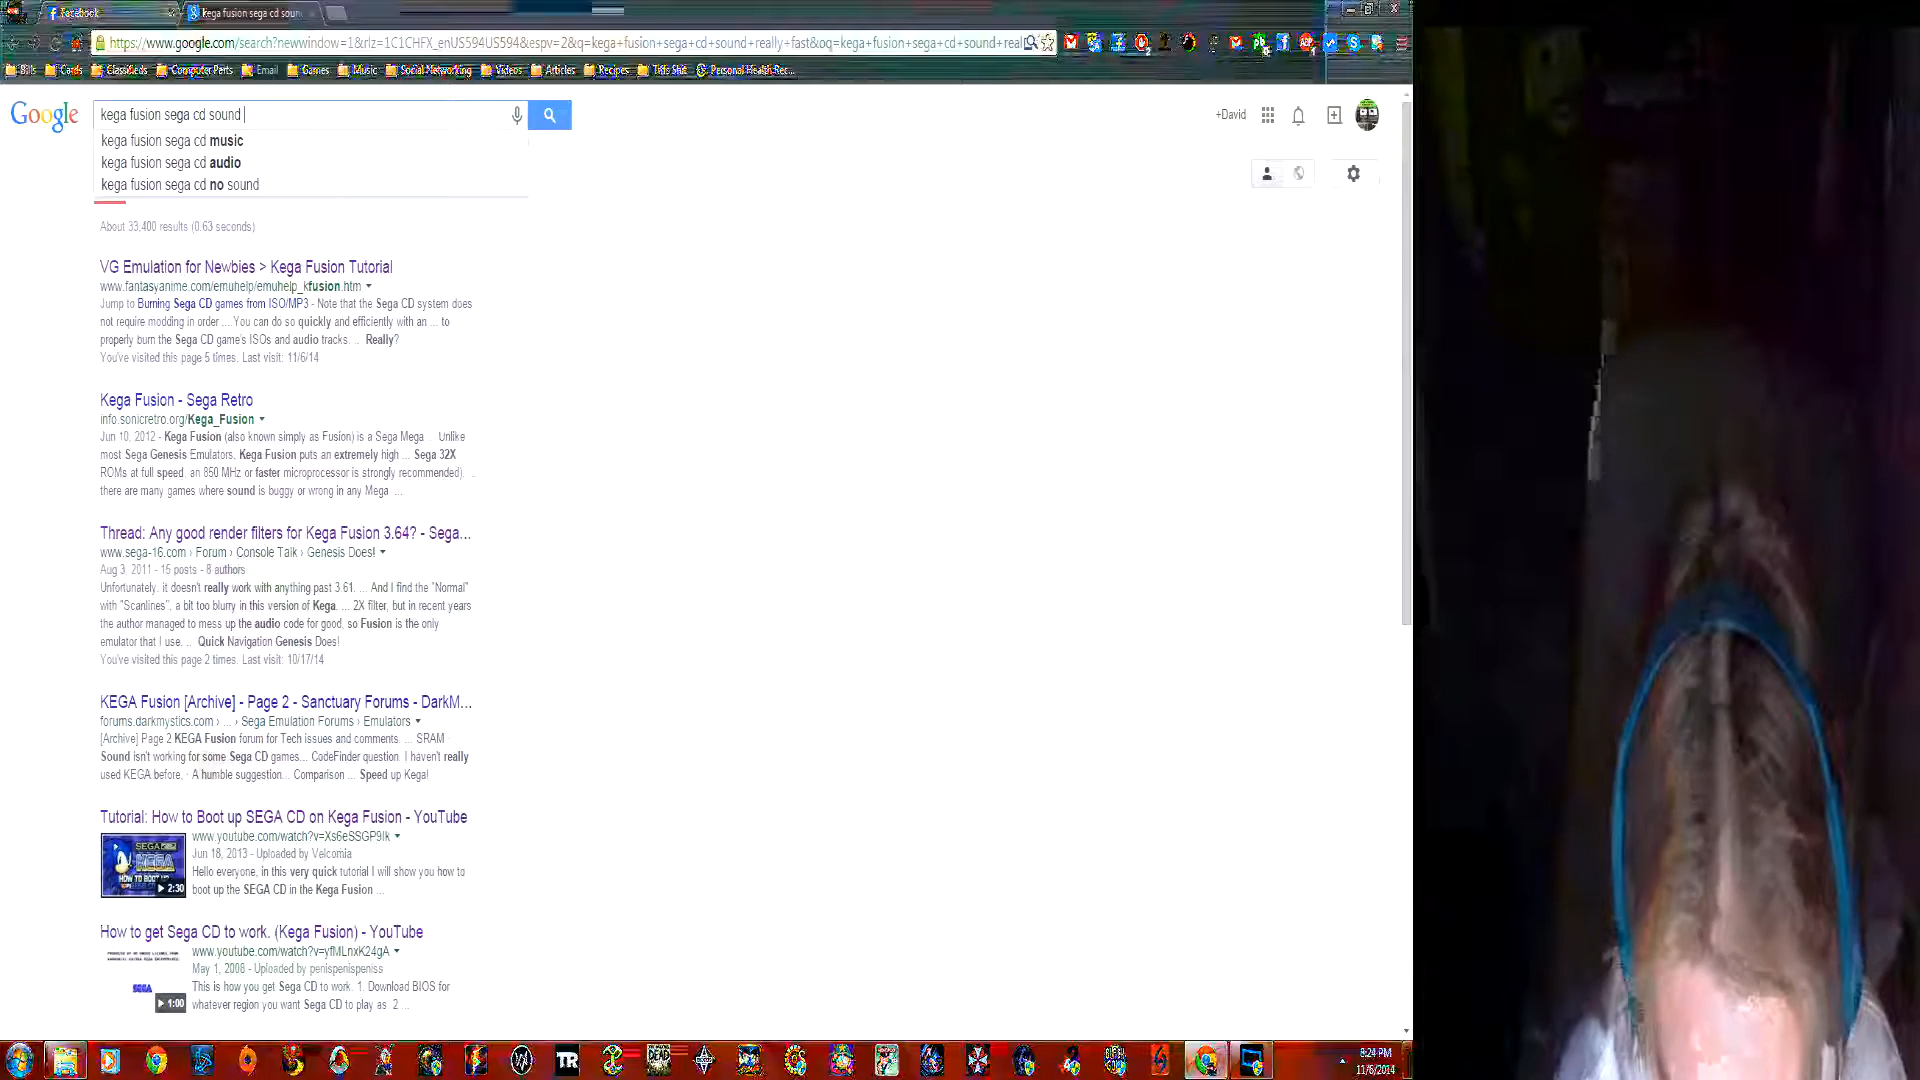 Facebook
kega fusion sega cd soun
https://www.google.com/search?newwindow=1&rlz=1C1CHFX_enUS594US594&espv=2&q=kega+fusion+sega+cd+sound+really+fast&oq=kega+fusion+sega+cd+sound+real
Bills Cards Classifieds Computer Parts Email Games Music Social Networking Videos Articles Recipes Tiffs Shit Personal Health Rec...
Google
kega fusion sega cd sound
+David
kega fusion sega cd music
kega fusion sega cd audio
kega fusion sega cd no sound
About 33,400 results (0.63 seconds)
VG Emulation for Newbies > Kega Fusion Tutorial
www.fantasyanime.com/emuhelp/emuhelp_kfusion.htm
Jump to Burning Sega CD games from ISO/MP3 - Note that the Sega CD system does
not require modding in order ....You can do so quickly and efficiently with an ... to
properly burn the Sega CD game's ISOs and audio tracks. .. Really?
You've visited this page 5 times. Last visit: 11/6/14
Kega Fusion - Sega Retro
info.sonicretro.org/Kega_Fusion
Jun 10, 2012 - Kega Fusion (also known simply as Fusion) is a Sega Mega .. Unlike
most Sega Genesis Emulators, Kega Fusion puts an extremely high ... Sega 32X
ROMs at full speed, an 850 MHz or faster microprocessor is strongly recommended). ..
there are many games where sound is buggy or wrong in any Mega ...
Thread: Any good render filters for Kega Fusion 3.64? - Sega...
www.sega-16.com › Forum › Console Talk › Genesis Does!
Aug 3, 2011 - 15 posts - 8 authors
Unfortunately, it doesn't really work with anything past 3.61. ... And I find the "Normal"
with "Scanlines", a bit too blurry in this version of Kega. ... 2X filter, but in recent years
the author managed to mess up the audio code for good, so Fusion is the only
emulator that I use. .. Quick Navigation Genesis Does!
You've visited this page 2 times. Last visit: 10/17/14
KEGA Fusion [Archive] - Page 2 - Sanctuary Forums - DarkM...
forums.darkmystics.com › ... › Sega Emulation Forums › Emulators
[Archive] Page 2 KEGA Fusion forum for Tech issues and comments. ... SRAM ·
Sound isn't working for some Sega CD games... CodeFinder question. I haven't really
used KEGA before, · A humble suggestion... Comparison ... Speed up Kega!
Tutorial: How to Boot up SEGA CD on Kega Fusion - YouTube
www.youtube.com/watch?v=Xs6eSSGP9Ik
Jun 18, 2013 - Uploaded by Velcomia
Hello everyone, in this very quick tutorial I will show you how to
boot up the SEGA CD in the Kega Fusion ...
SEGA
KEGA
HOW TO BOOT
2:30
How to get Sega CD to work. (Kega Fusion) - YouTube
www.youtube.com/watch?v=yfMLnxK24gA
May 1, 2008 - Uploaded by penispenispeniss
This is how you get Sega CD to work. 1. Download BIOS for
whatever region you want Sega CD to play as 2 ...
SEGA
1:00
TR
DEAD
8:24 PM
11/6/2014